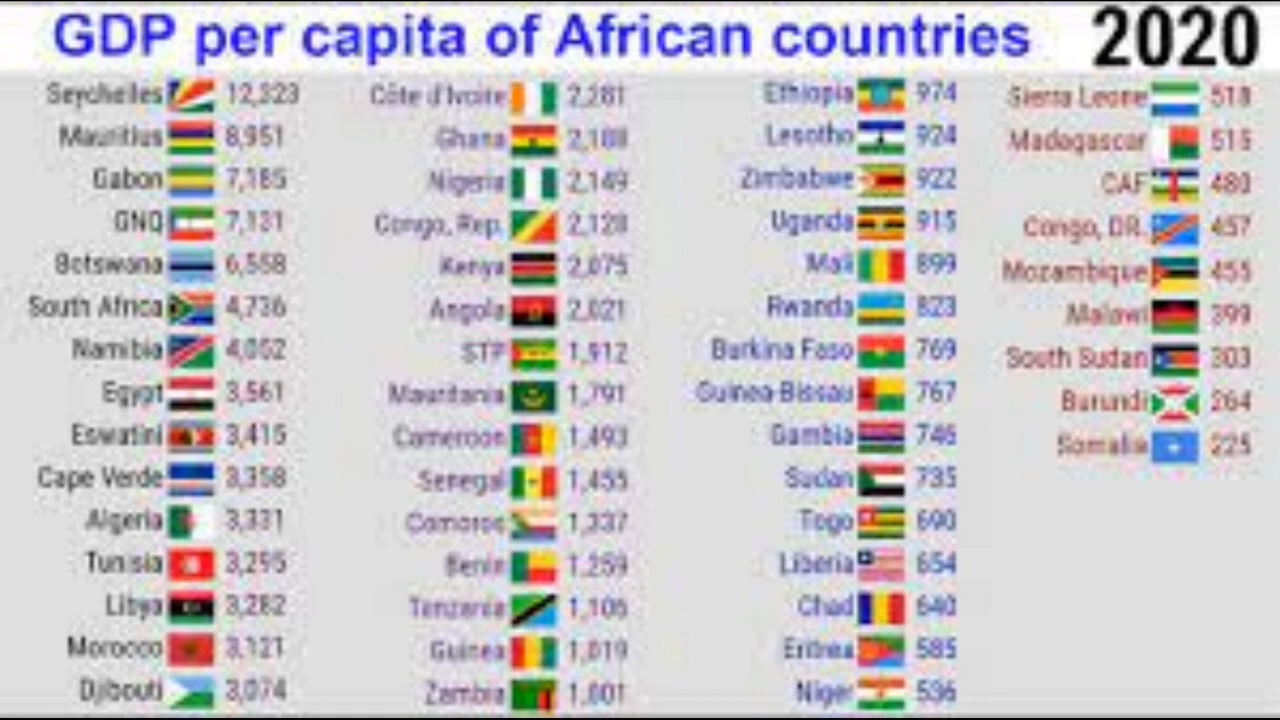 GDP per capita of African countries 2020
Seychelles 12,323
Mauritius 8,951
Gabon 7,185
GNQ 7,131
Botswana 6,558
South Africa 4,736
Namibia 4,052
Egypt 3,561
Eswatini 3,415
Cape Verde 3,358
Algeria 3,331
Tunisia 3,295
Libya 3,282
Morocco 3,121
Djibouti 3,074
Côte d'Ivoire 2,281
Ghana 2,188
Nigeria 2,149
Congo, Rep. 2,128
Kenya 2,075
Angola 2,021
STP 1,912
Mauritania 1,791
Cameroon 1,493
Senegal 1,455
Comoros 1,337
Benin 1,259
Tanzania 1,106
Guinea 1,019
Zambia 1,001
Ethiopia 974
Lesotho 924
Zimbabwe 922
Uganda 915
Mali 899
Rwanda 823
Burkina Faso 769
Guinea-Bissau 767
Gambia 746
Sudan 735
Togo 690
Liberia 654
Chad 640
Eritrea 585
Niger 536
Sierra Leone 518
Madagascar 515
CAF 480
Congo, DR. 457
Mozambique 455
Malawi 399
South Sudan 303
Burundi 264
Somalia 225